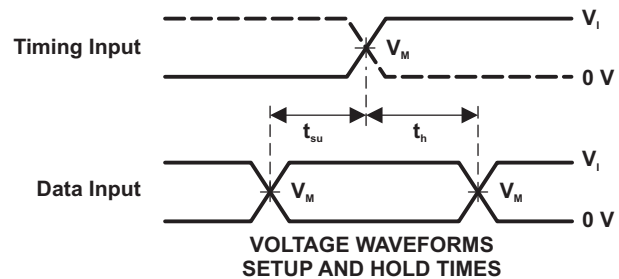 V_I
Timing Input
V_M
0 V
t_su
t_h
V_I
Data Input
V_M
V_M
0 V
VOLTAGE WAVEFORMS
SETUP AND HOLD TIMES